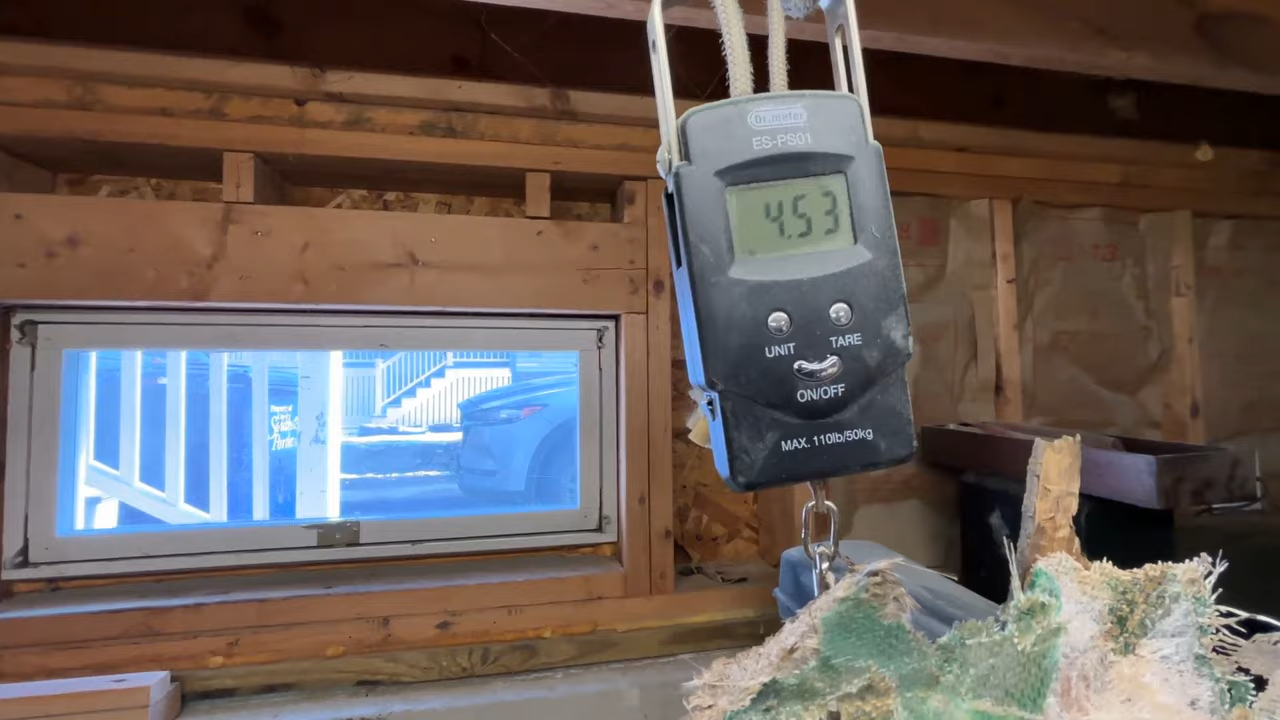 Dr.meter
ES-PS01
4.53
UNIT
TARE
ON/OFF
MAX. 110lb/50kg